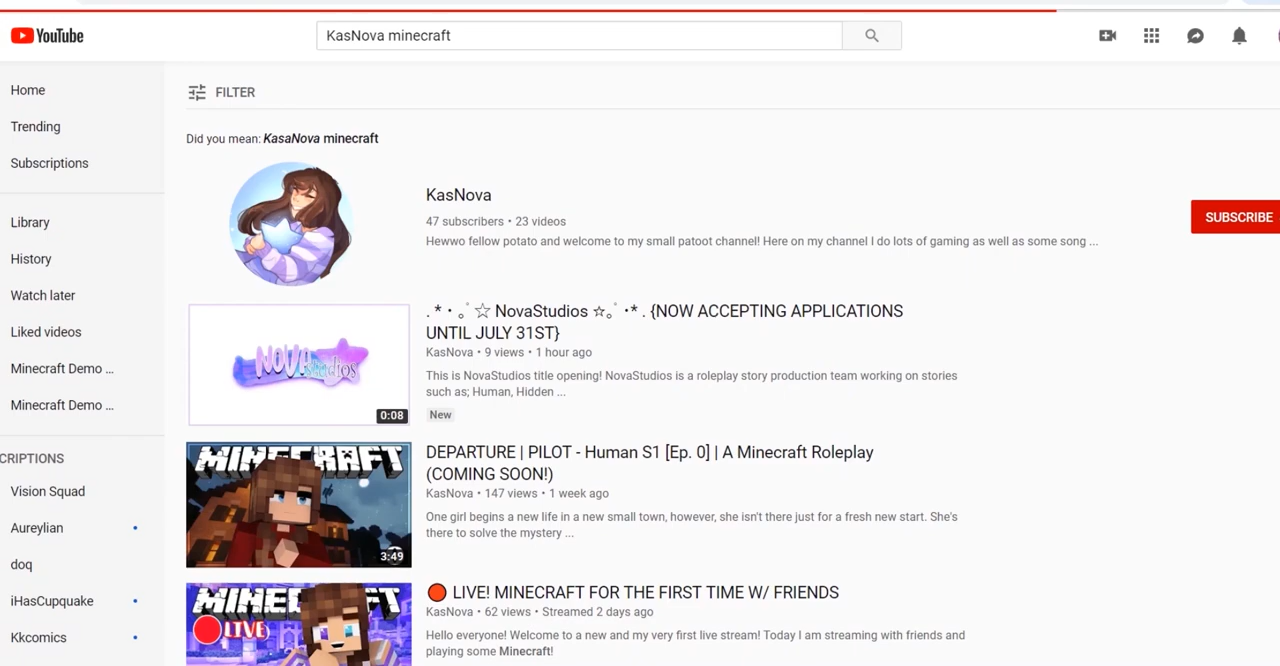 YouTube
KasNova minecraft
Home
Trending
Subscriptions
Library
History
Watch later
Liked videos
Minecraft Demo ...
Minecraft Demo ...
CRIPTIONS
Vision Squad
Aureylian
doq
iHasCupquake
Kkcomics
FILTER
Did you mean: KasaNova minecraft
KasNova
47 subscribers • 23 videos
Hewwo fellow potato and welcome to my small patoot channel! Here on my channel I do lots of gaming as well as some song ...
SUBSCRIBE
NOVA
studios
0:08
. * • ｡ﾟ☆ NovaStudios ☆｡ﾟ •* . {NOW ACCEPTING APPLICATIONS
UNTIL JULY 31ST}
KasNova • 9 views • 1 hour ago
This is NovaStudios title opening! NovaStudios is a roleplay story production team working on stories
such as; Human, Hidden ...
New
MINECRAFT
3:49
DEPARTURE | PILOT - Human S1 [Ep. 0] | A Minecraft Roleplay
(COMING SOON!)
KasNova • 147 views • 1 week ago
One girl begins a new life in a new small town, however, she isn't there just for a fresh new start. She's
there to solve the mystery ...
MINECRAFT
LIVE
🔴 LIVE! MINECRAFT FOR THE FIRST TIME W/ FRIENDS
KasNova • 62 views • Streamed 2 days ago
Hello everyone! Welcome to a new and my very first live stream! Today I am streaming with friends and
playing some Minecraft!